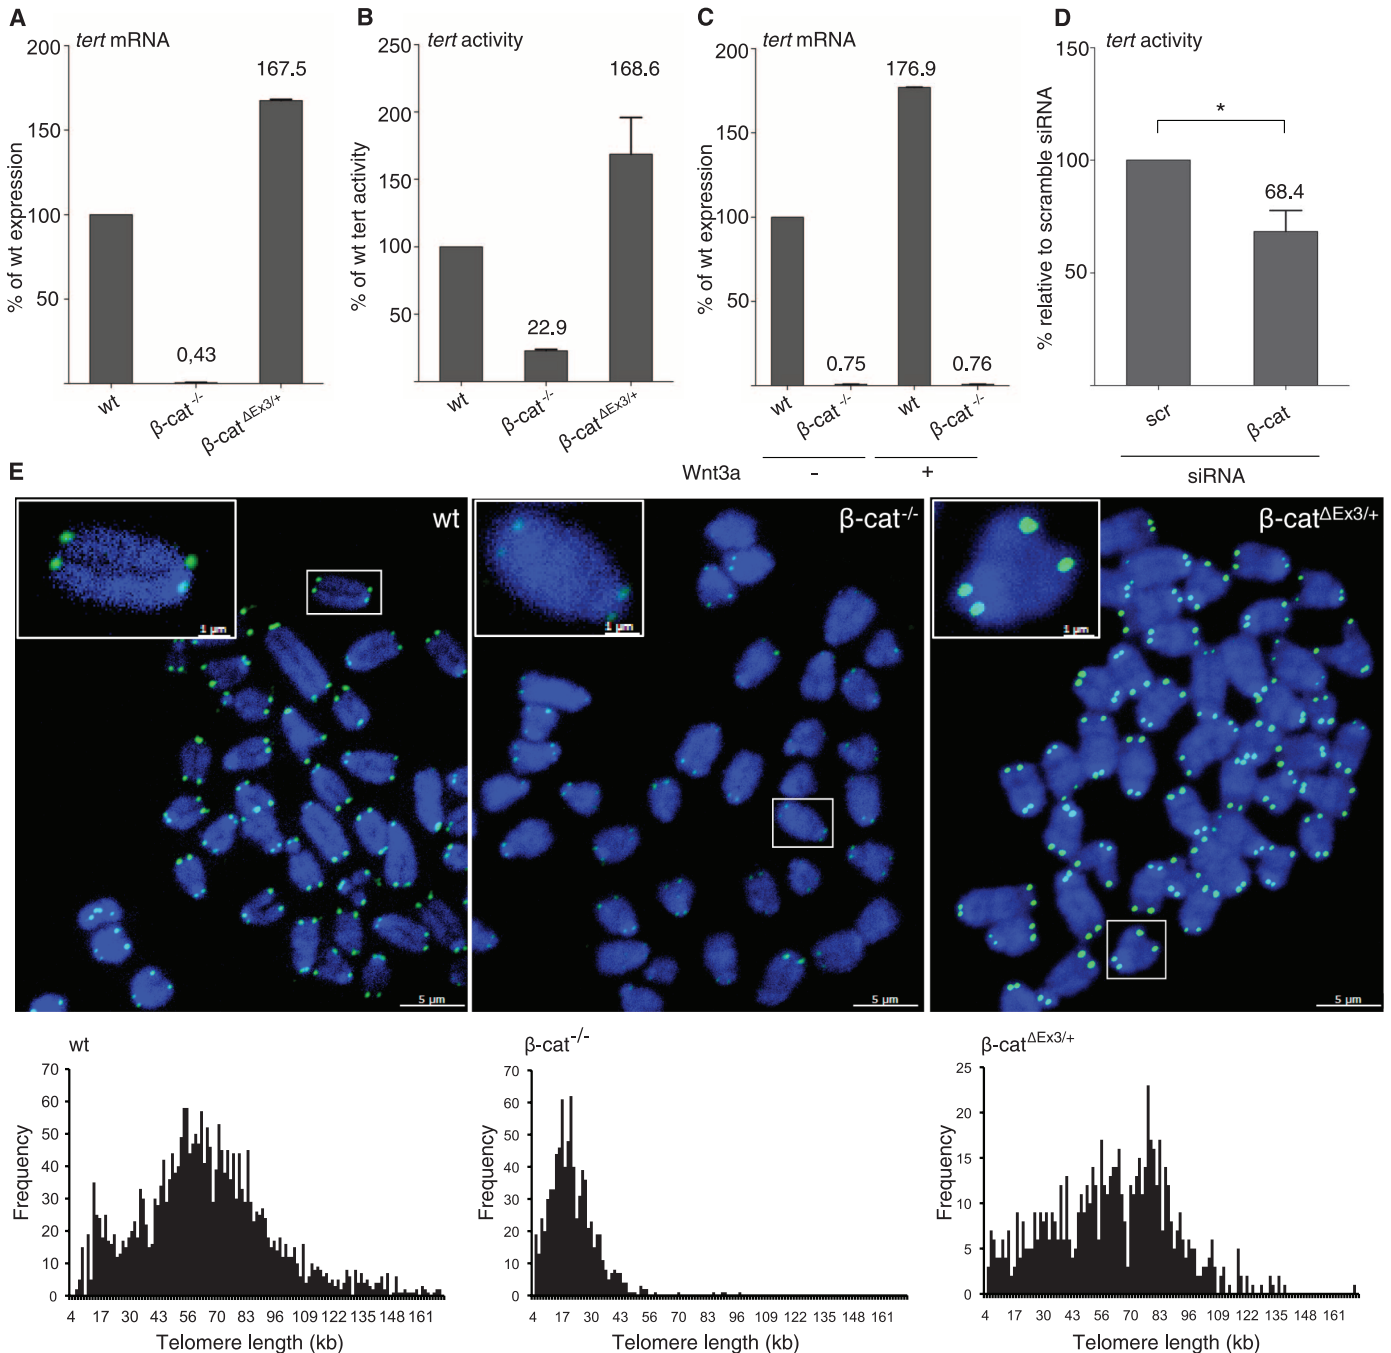 A
tert mRNA
% of wt expression
200
150
100
50
167.5
0,43
wt
β-cat -/-
β-cat ΔEx3/+
B
tert activity
% of wt tert activity
250
200
150
100
50
168.6
22.9
wt
β-cat -/-
β-cat ΔEx3/+
C
tert mRNA
% of wt expression
200
150
100
50
176.9
0.75
0.76
wt
β-cat -/-
wt
β-cat -/-
Wnt3a - +
D
tert activity
% relative to scramble siRNA
150
100
50
*
68.4
scr
β-cat
siRNA
E
wt
1 µm
5 µm
β-cat-/-
1 µm
5 µm
β-catΔEx3/+
1 µm
5 µm
wt
Frequency
70
60
50
40
30
20
10
0
4 17 30 43 56 70 83 96 109 122 135 148 161
Telomere length (kb)
β-cat-/-
Frequency
70
60
50
40
30
20
10
0
4 17 30 43 56 70 83 96 109 122 135 148 161
Telomere length (kb)
β-catΔEx3/+
Frequency
25
20
15
10
5
0
4 17 30 43 56 70 83 96 109 122 135 148 161
Telomere length (kb)